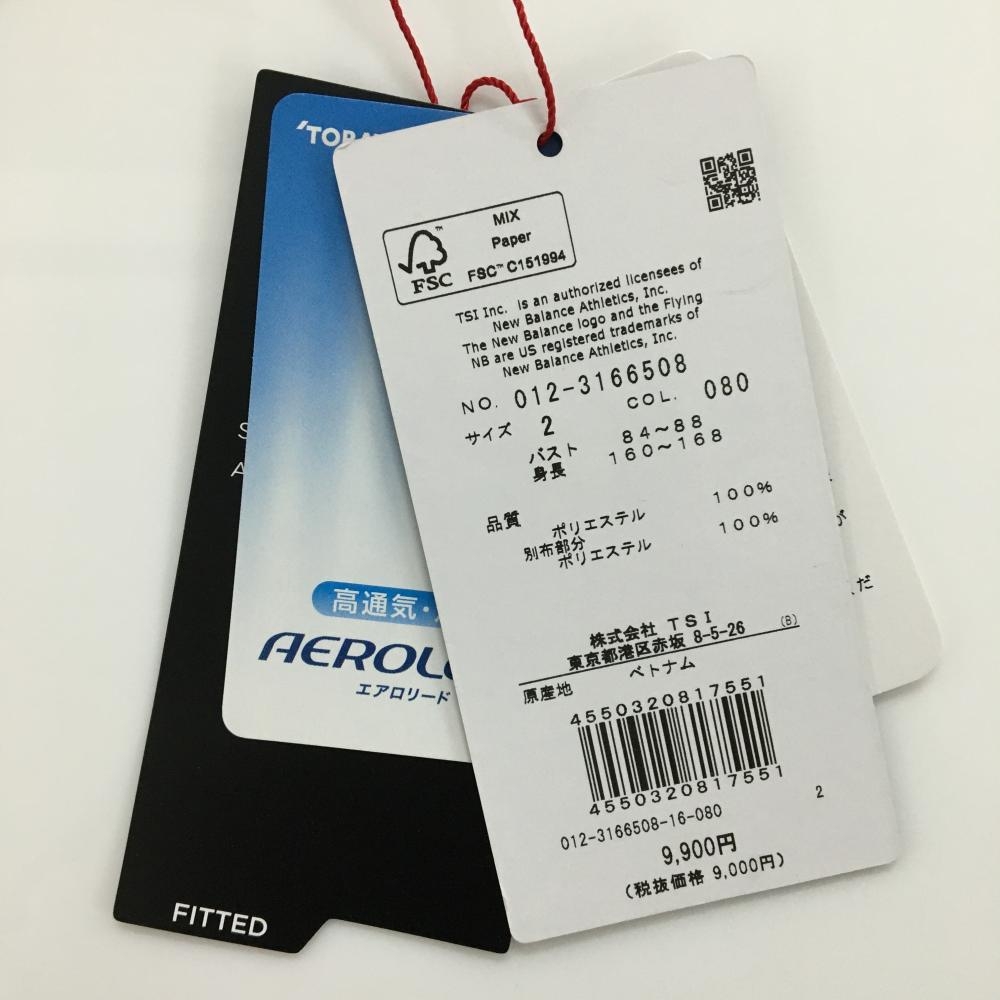 MIX
Paper
FSC™ C151994
FSC
TSI Inc. is an authorized licensees of
New Balance Athletics, Inc.
The New Balance logo and the Flying
NB are US registered trademarks of
New Balance Athletics, Inc.
NO. 012-3166508
COL. 080
サイズ 2
バスト 84～88
身長 160～168
品質
ポリエステル 100%
別布部分
ポリエステル 100%
株式会社 TSI
東京都港区赤坂 8-5-26 (B)
原産地 ベトナム
4550320817551
4550320817551
012-3166508-16-080 2
9,900円
(税抜価格 9,000円)
高通気・
エアロリード
FITTED
が
だ